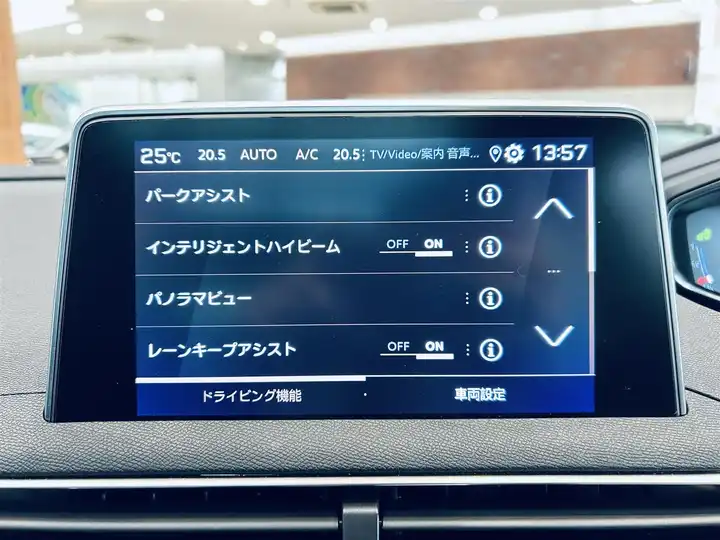 25℃ 20.5 AUTO A/C 20.5 TV/Video/案内 音声... 13:57
パークアシスト
インテリジェントハイビーム OFF ON
パノラマビュー
レーンキープアシスト OFF ON
ドライビング機能 車両設定